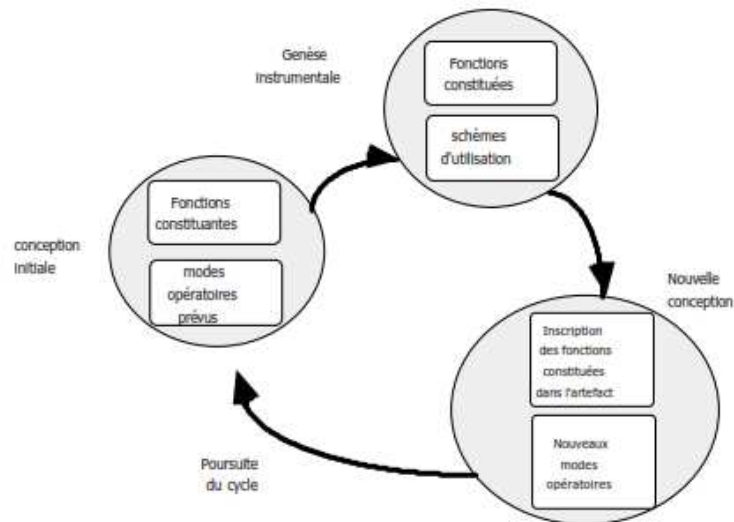 Genèse
instrumentale
Fonctions
constituées
schèmes
d'utilisation
conception
initiale
Fonctions
constituantes
modes
opératoires
prévus
Nouvelle
conception
Inscription
des fonctions
constituées
dans l'artefact
Nouveaux
modes
opératoires
Poursuite
du cycle